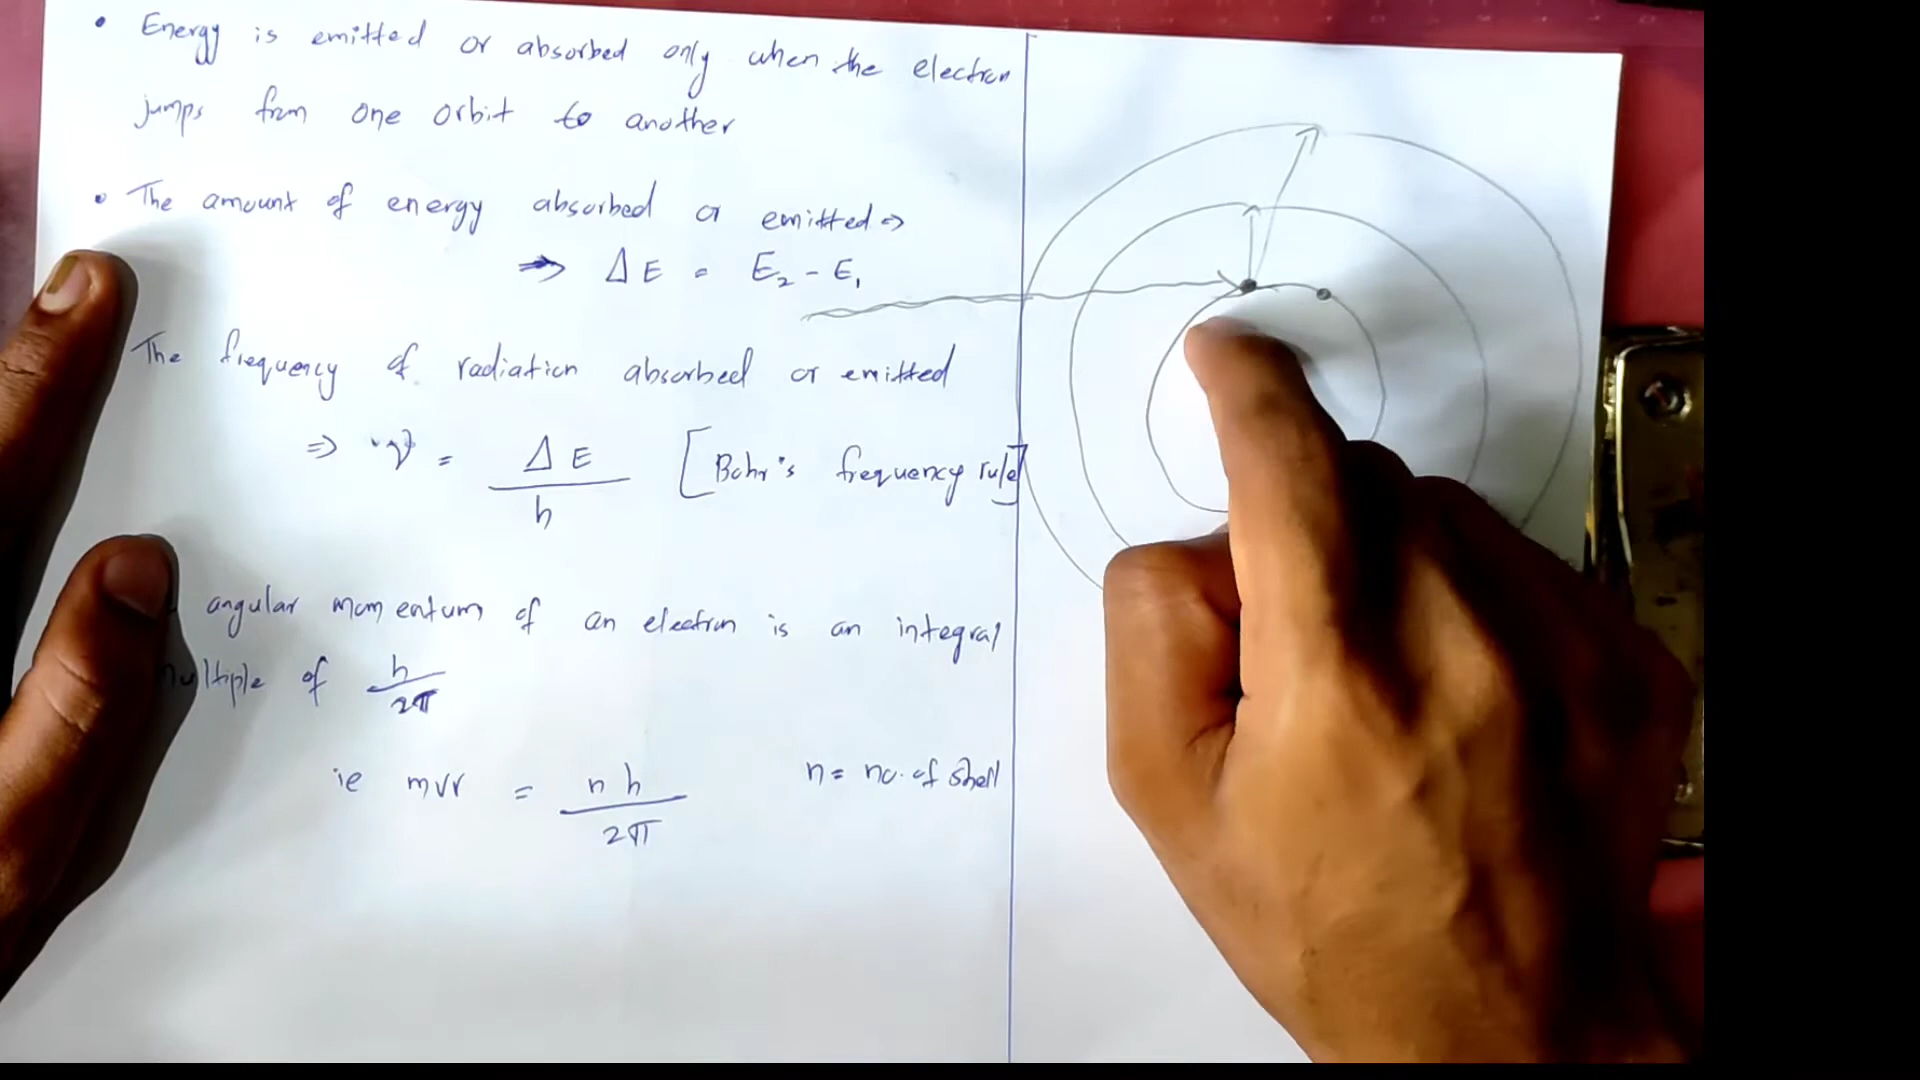 • Energy is emitted or absorbed only when the electron
jumps from one orbit to another
• The amount of energy absorbed or emitted ⇒
⇒ ΔE = E₂ - E₁
The frequency of radiation absorbed or emitted
⇒ "ν" = ΔE / h [Bohr's frequency rule]
angular momentum of an electron is an integral
multiple of h / 2π
ie mvr = n h / 2π n = no. of shell